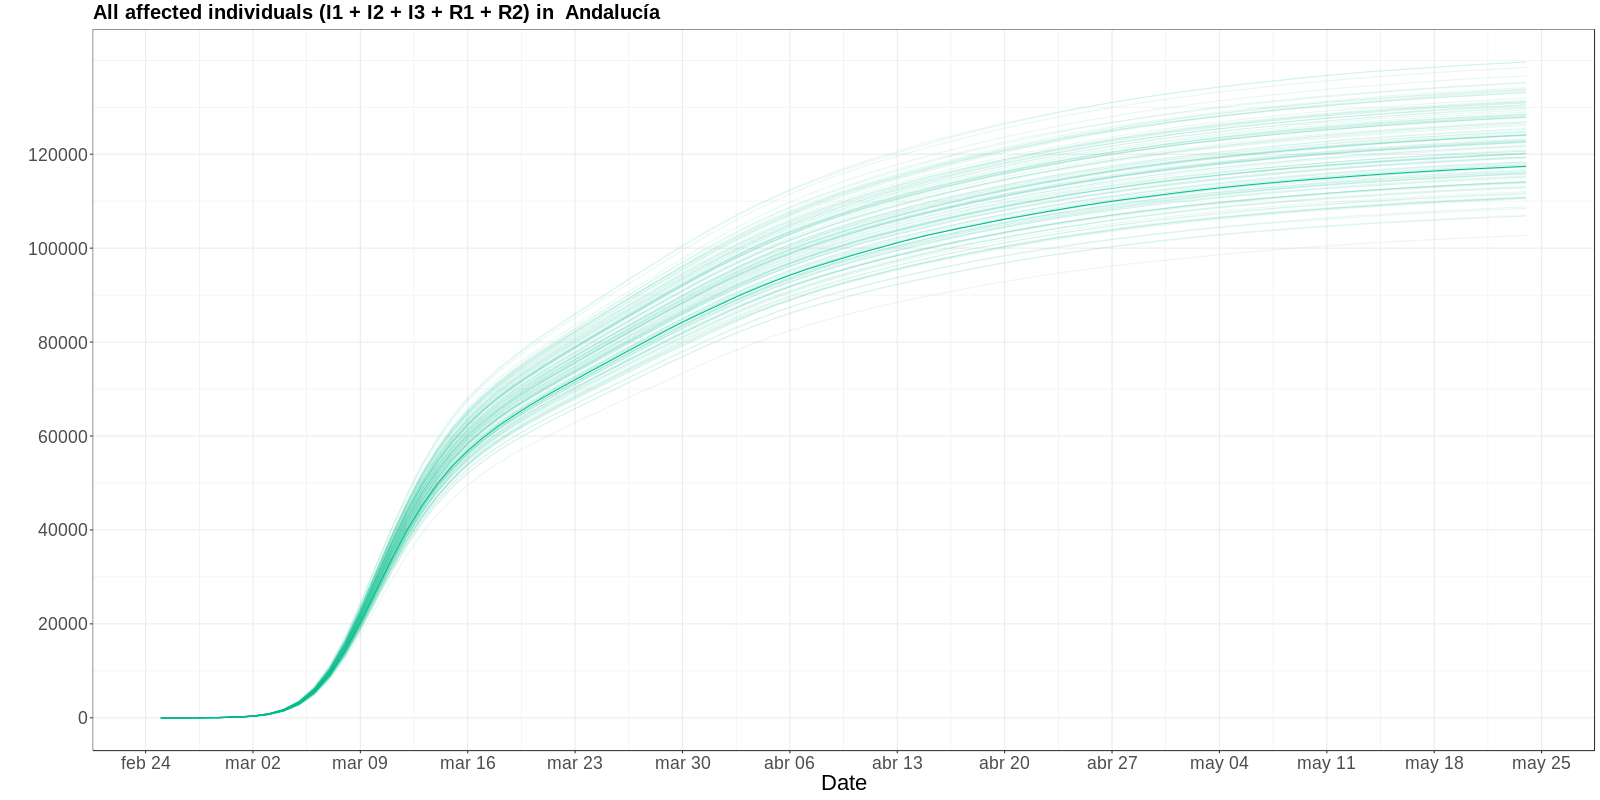 All affected individuals (I1 + I2 + I3 + R1 + R2) in  Andalucía
120000
100000
80000
60000
40000
20000
0
feb 24 mar 02 mar 09 mar 16 mar 23 mar 30 abr 06 abr 13 abr 20 abr 27 may 04 may 11 may 18 may 25
Date